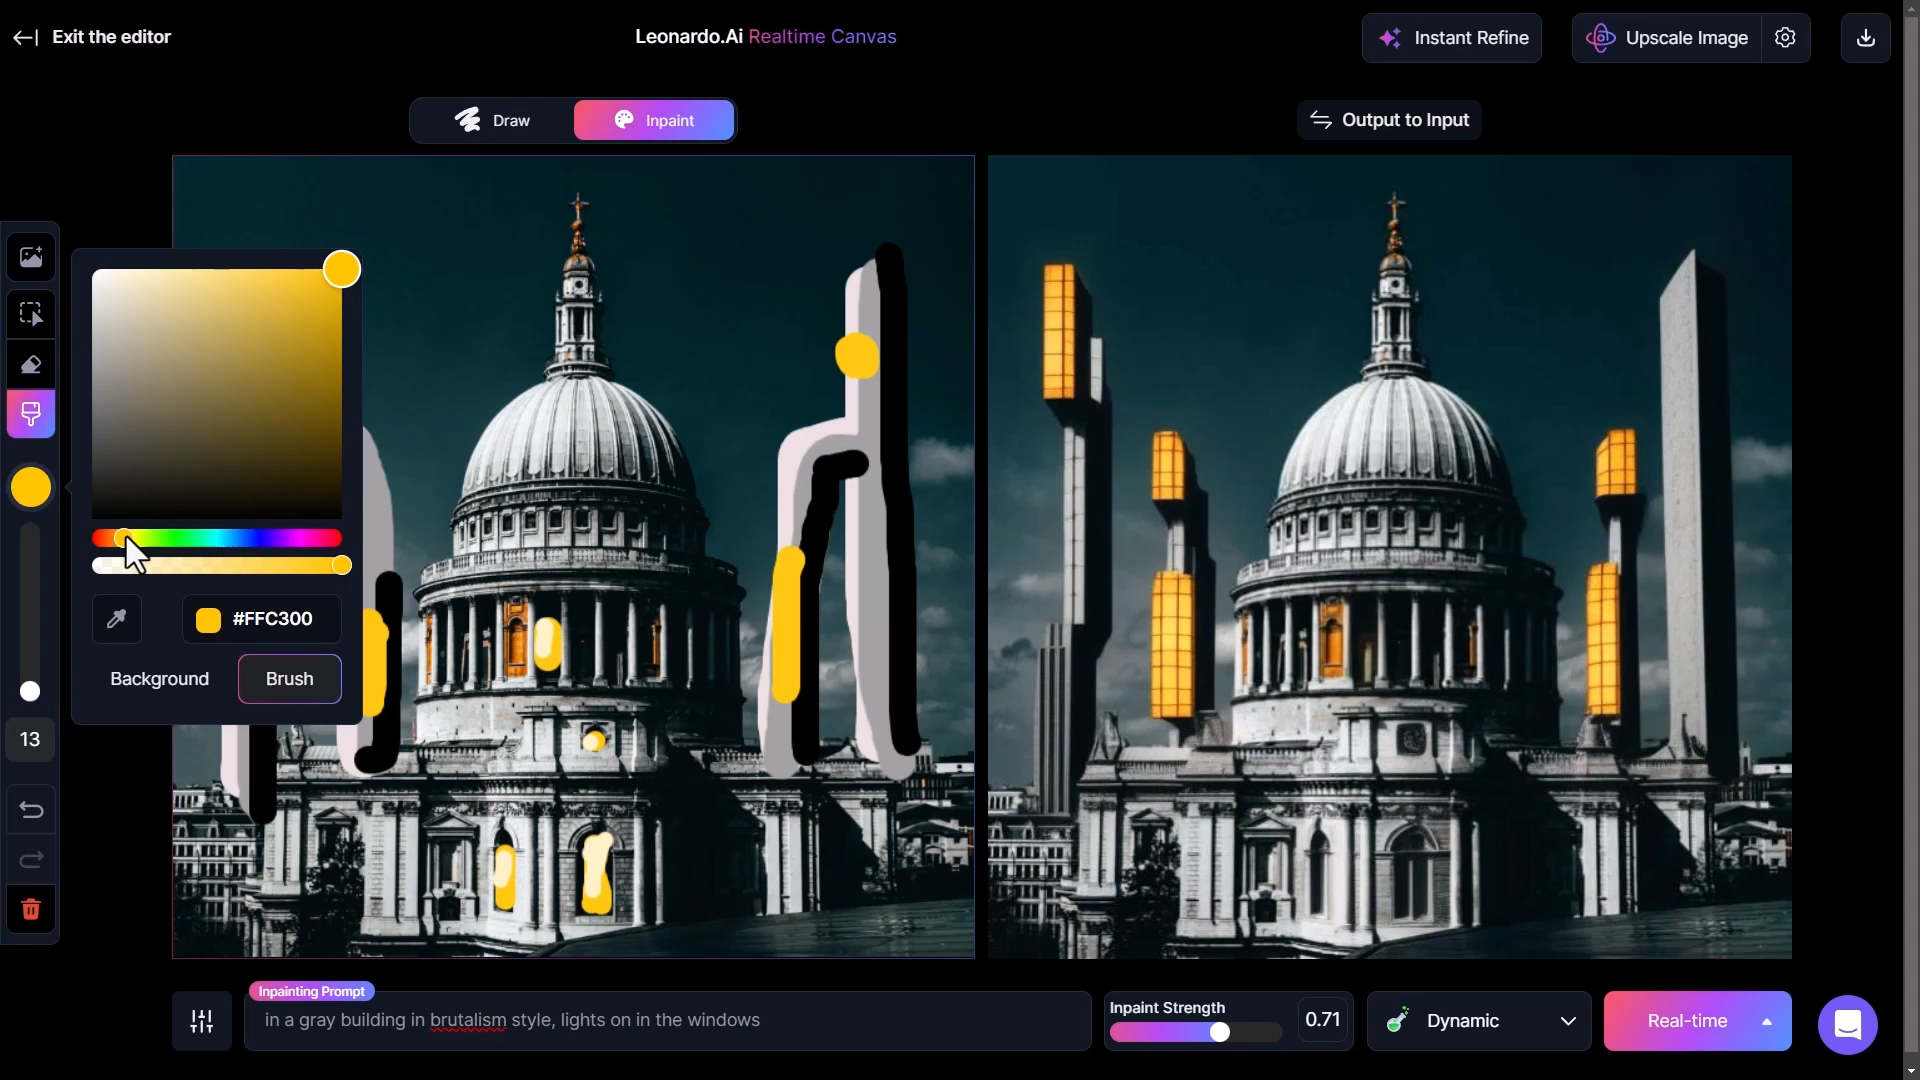 Exit the editor
Leonardo.Ai Realtime Canvas
Instant Refine
Upscale Image
Draw
Inpaint
Output to Input
#FFC300
Background
Brush
13
Inpainting Prompt
in a gray building in brutalism style, lights on in the windows
Inpaint Strength
0.71
Dynamic
Real-time